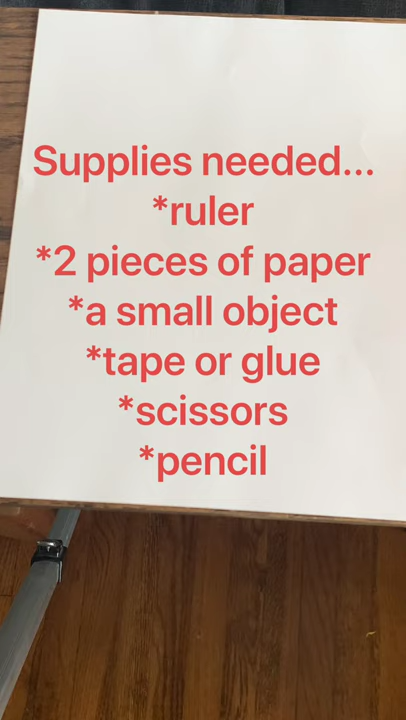 Supplies needed...
*ruler
*2 pieces of paper
*a small object
*tape or glue
*scissors
*pencil